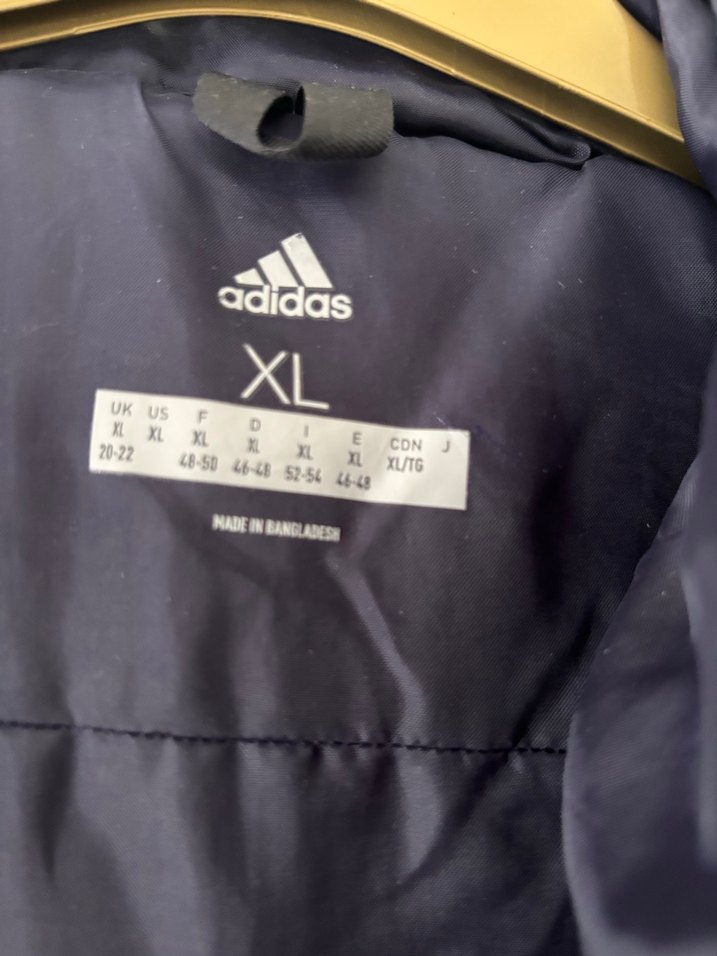 adidas
XL
UK US F D I E CDN J
XL XL XL XL XL XL XL/TG
20-22 48-50 46-48 52-54 46-48
MADE IN BANGLADESH